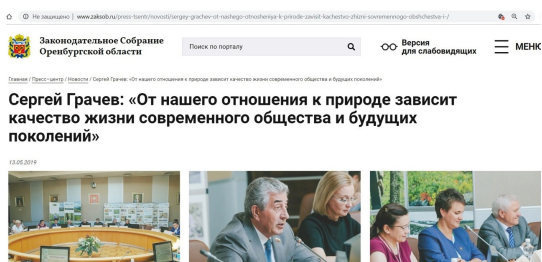 Не защищено | www.zaksob.ru/press-tsentr/novosti/sergey-grachev-ot-nashego-otnosheniya-k-prirode-zavisit-kachestvo-zhizni-sovremennogo-obshchestva-i-/
Законодательное Собрание
Оренбургской области
Поиск по порталу
Версия
для слабовидящих
МЕНЮ
Главная / Пресс-центр / Новости / Сергей Грачев: «От нашего отношения к природе зависит качество жизни современного общества и будущих поколений»
Сергей Грачев: «От нашего отношения к природе зависит
качество жизни современного общества и будущих
поколений»
13.05.2019